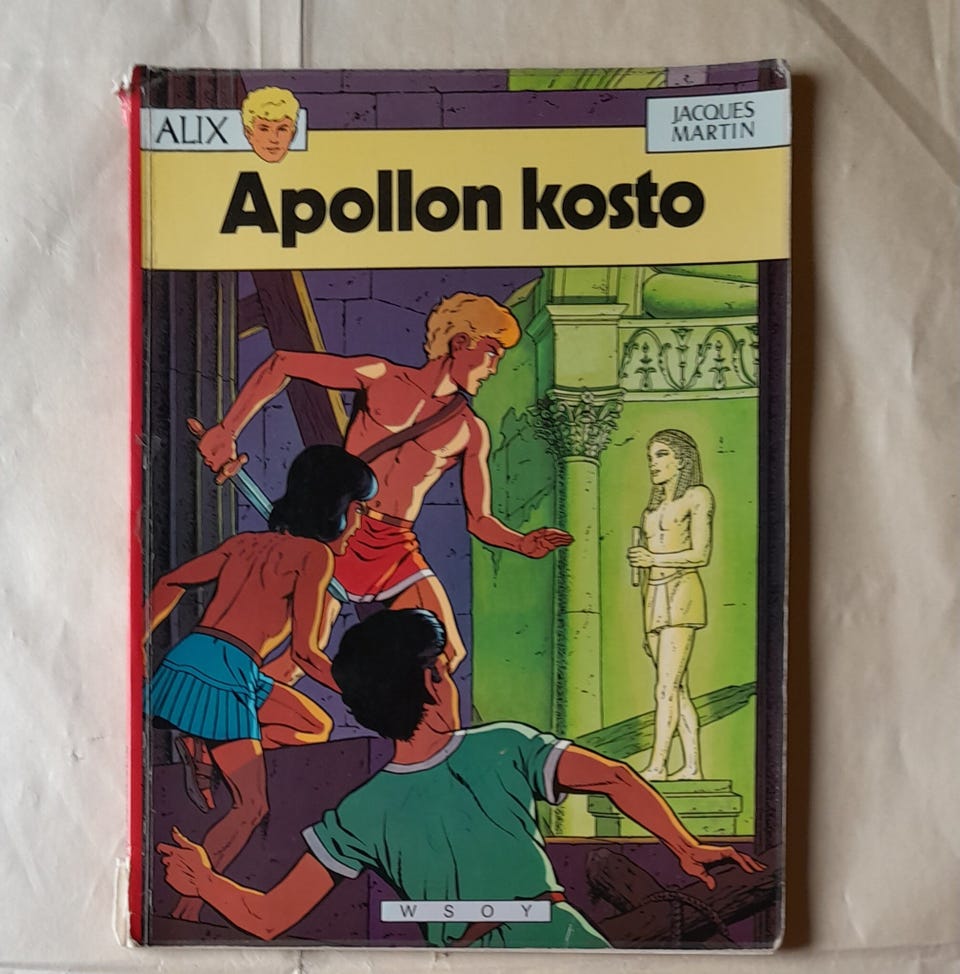 ALIX
JACQUES
MARTIN
Apollon kosto
WSOY